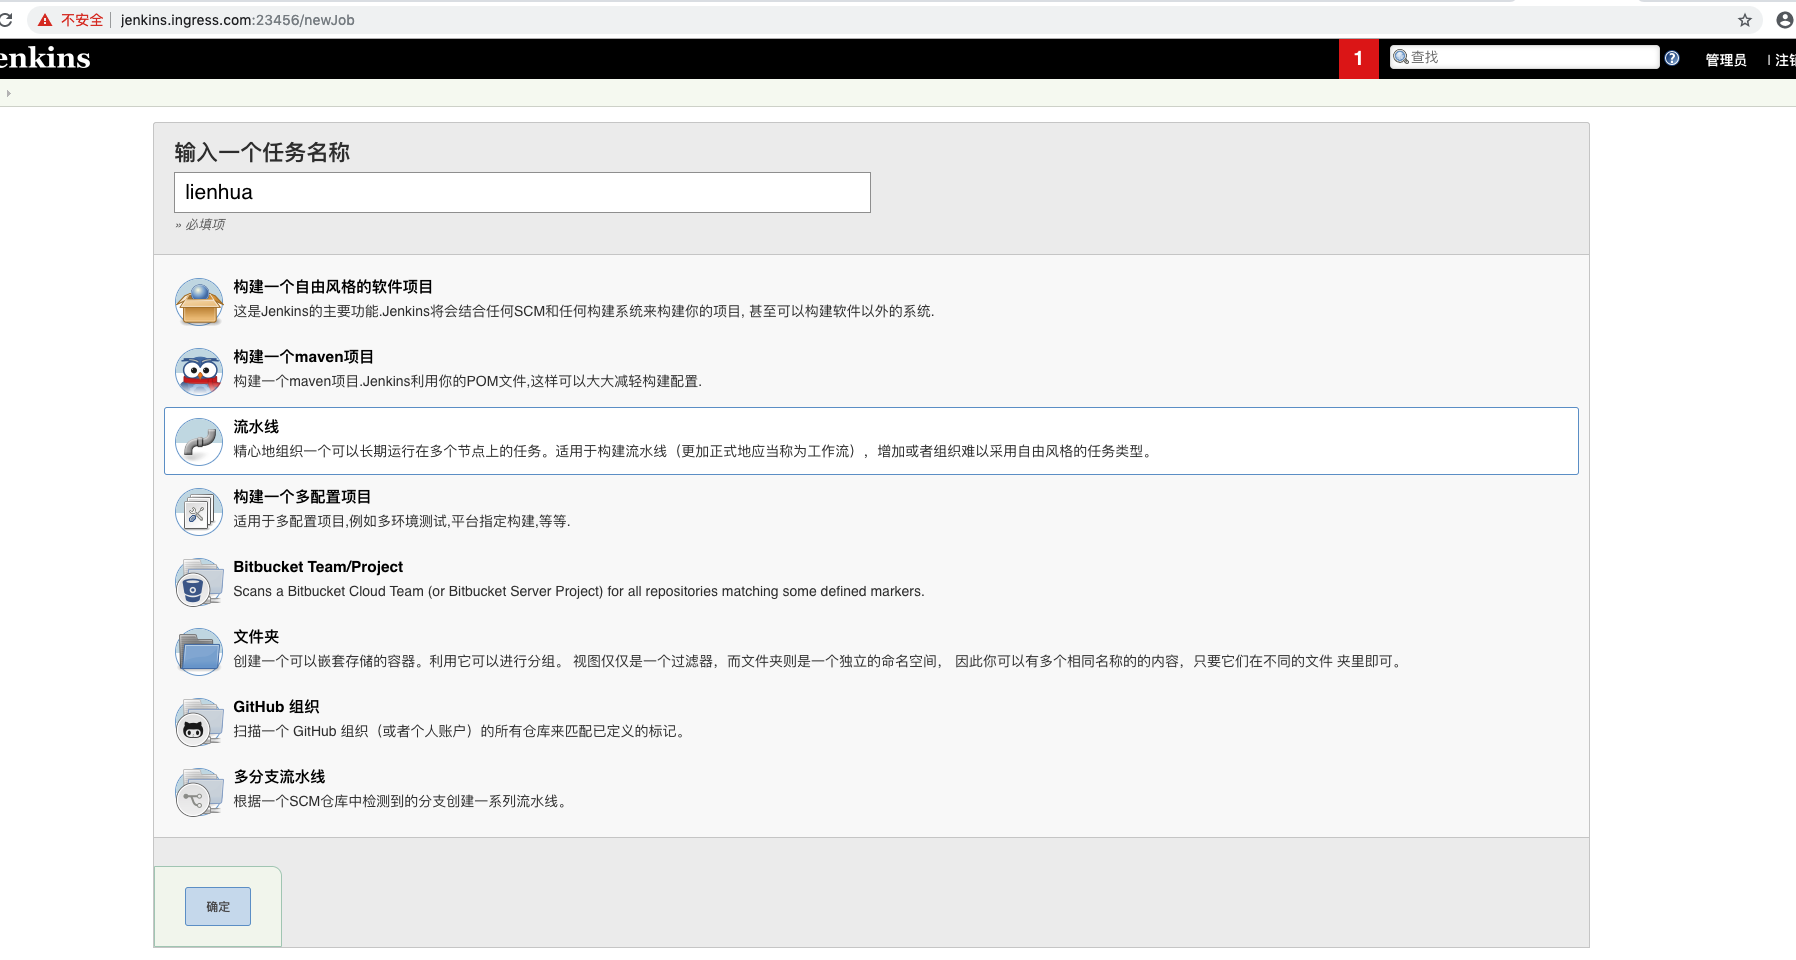 不安全 jenkins.ingress.com:23456/newJob
enkins
1 查找 管理员 | 注
输入一个任务名称
lienhua
» 必填项
构建一个自由风格的软件项目
这是Jenkins的主要功能.Jenkins将会结合任何SCM和任何构建系统来构建你的项目, 甚至可以构建软件以外的系统.
构建一个maven项目
构建一个maven项目.Jenkins利用你的POM文件,这样可以大大减轻构建配置.
流水线
精心地组织一个可以长期运行在多个节点上的任务。适用于构建流水线（更加正式地应当称为工作流），增加或者组织难以采用自由风格的任务类型。
构建一个多配置项目
适用于多配置项目,例如多环境测试,平台指定构建,等等.
Bitbucket Team/Project
Scans a Bitbucket Cloud Team (or Bitbucket Server Project) for all repositories matching some defined markers.
文件夹
创建一个可以嵌套存储的容器。利用它可以进行分组。 视图仅仅是一个过滤器，而文件夹则是一个独立的命名空间， 因此你可以有多个相同名称的的内容，只要它们在不同的文件 夹里即可。
GitHub 组织
扫描一个 GitHub 组织（或者个人账户）的所有仓库来匹配已定义的标记。
多分支流水线
根据一个SCM仓库中检测到的分支创建一系列流水线。
确定